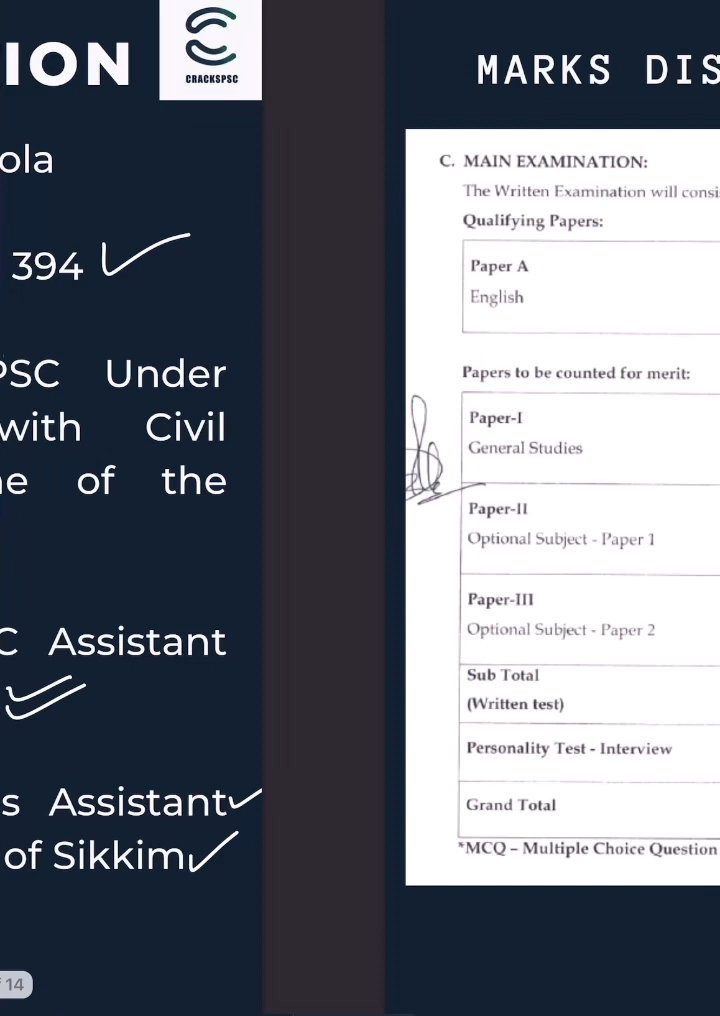 ION
CRACKSPSC
ola
394
PSC Under
with Civil
e of the
C Assistant
s Assistant
of Sikkim
14
MARKS DIS
C. MAIN EXAMINATION:
The Written Examination will consi
Qualifying Papers:
Paper A
English
Papers to be counted for merit:
Paper-I
General Studies
Paper-II
Optional Subject - Paper 1
Paper-III
Optional Subject - Paper 2
Sub Total
(Written test)
Personality Test - Interview
Grand Total
*MCQ – Multiple Choice Question